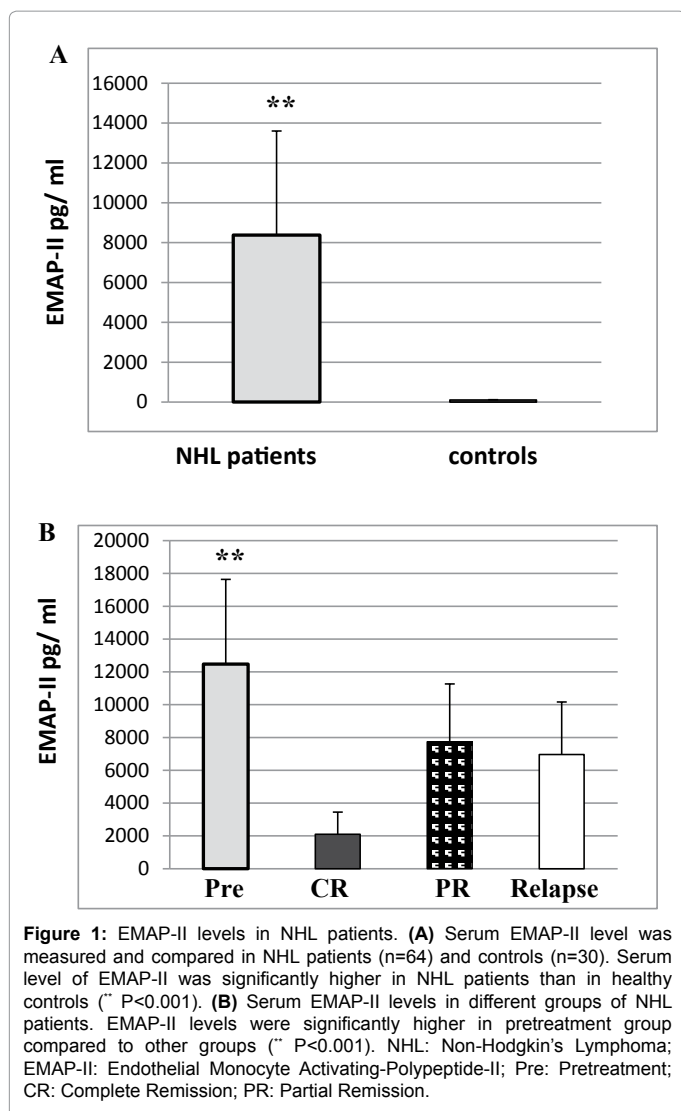 A
16000
**
14000
12000
10000
8000
6000
4000
2000
0
EMAP-II pg/ ml
NHL patients controls
B
20000
**
18000
16000
14000
12000
10000
8000
6000
4000
2000
0
EMAP-II pg/ ml
Pre CR PR Relapse
Figure 1: EMAP-II levels in NHL patients. (A) Serum EMAP-II level was
measured and compared in NHL patients (n=64) and controls (n=30). Serum
level of EMAP-II was significantly higher in NHL patients than in healthy
controls (** P<0.001). (B) Serum EMAP-II levels in different groups of NHL
patients. EMAP-II levels were significantly higher in pretreatment group
compared to other groups (** P<0.001). NHL: Non-Hodgkin's Lymphoma;
EMAP-II: Endothelial Monocyte Activating-Polypeptide-II; Pre: Pretreatment;
CR: Complete Remission; PR: Partial Remission.